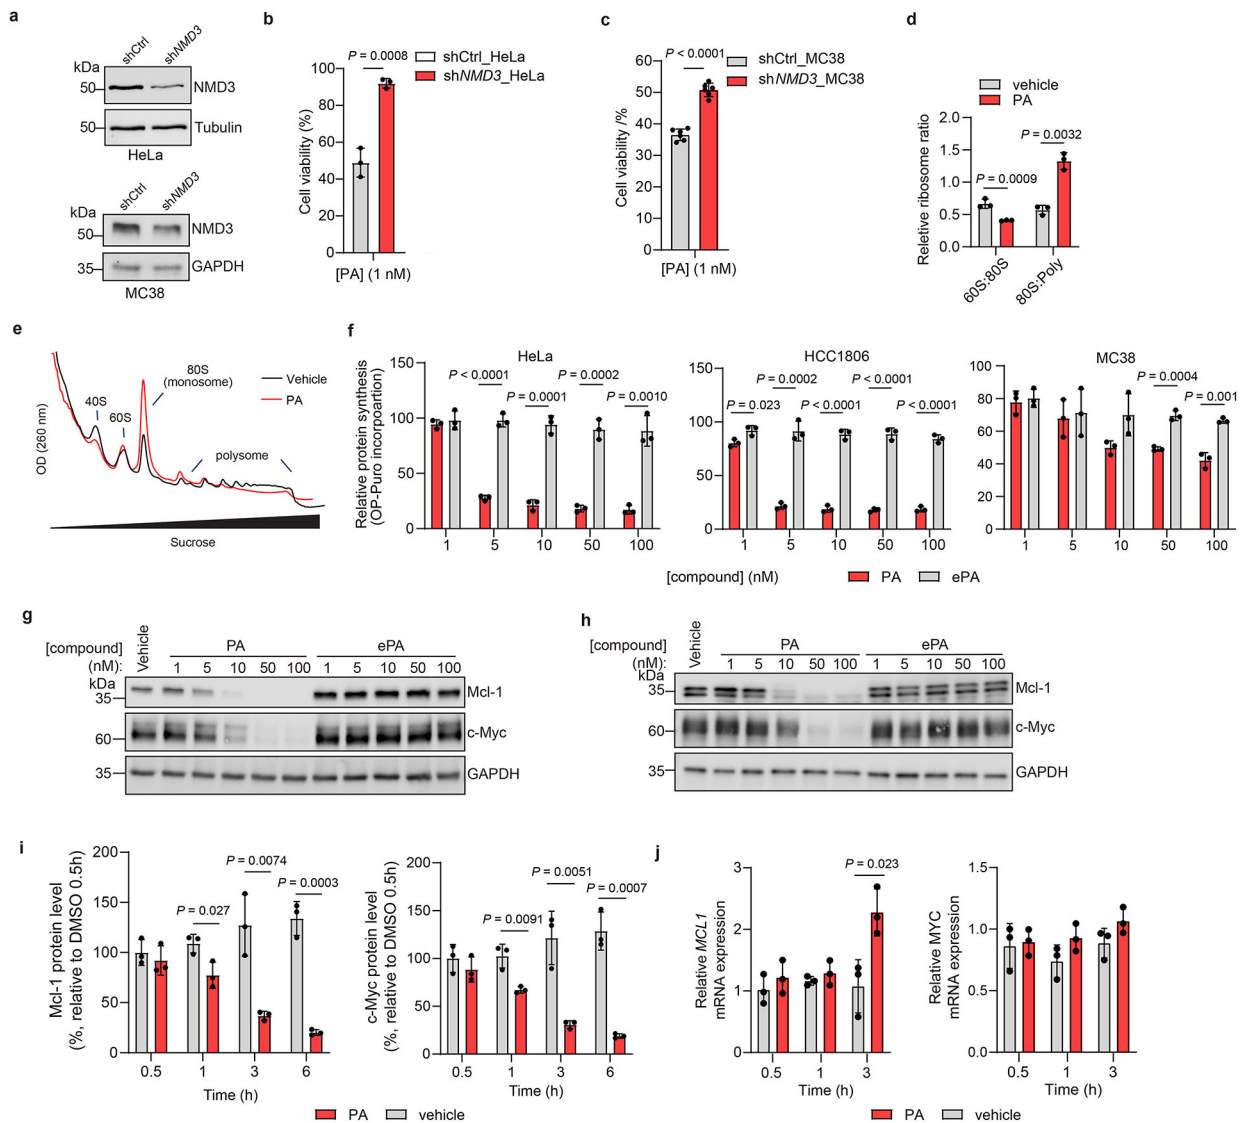 a
shCtrl
shNMD3
kDa
50
NMD3
50
Tubulin
HeLa
shCtrl
shNMD3
kDa
50
NMD3
35
GAPDH
MC38
b
P = 0.0008
shCtrl_HeLa
shNMD3_HeLa
Cell viability (%)
100
80
60
40
20
0
[PA] (1 nM)
c
P < 0.0001
shCtrl_MC38
shNMD3_MC38
Cell viability /%
60
50
40
30
20
10
0
[PA] (1 nM)
d
vehicle
PA
Reletive ribosome ratio
2.0
1.5
1.0
0.5
0.0
P = 0.0032
P = 0.0009
60S:80S
80S:Poly
e
OD (260 nm)
40S
60S
80S
(monosome)
Vehicle
PA
polysome
Sucrose
f
Relative protein synthesis
(OP-Puro incorpoartion)
HeLa
150
100
50
0
P < 0.0001
P = 0.0001
P = 0.0002
P = 0.0010
1 5 10 50 100
HCC1806
150
100
50
0
P = 0.023
P = 0.0002
P < 0.0001
P < 0.0001
P < 0.0001
1 5 10 50 100
MC38
100
80
60
40
20
0
P = 0.0004
P = 0.001
1 5 10 50 100
[compound] (nM)
PA
ePA
g
[compound]
(nM):
Vehicle
PA
ePA
1 5 10 50 100 1 5 10 50 100
kDa
35
Mcl-1
60
c-Myc
35
GAPDH
h
[compound]
(nM):
Vehicle
PA
ePA
1 5 10 50 100 1 5 10 50 100
kDa
35
Mcl-1
60
c-Myc
35
GAPDH
i
Mcl-1 protein level
(%, relative to DMSO 0.5h)
200
150
100
50
0
P = 0.027
P = 0.0074
P = 0.0003
0.5 1 3 6
Time (h)
c-Myc protein level
(%, relative to DMSO 0.5h)
200
150
100
50
0
P = 0.0091
P = 0.0051
P = 0.0007
0.5 1 3 6
Time (h)
PA
vehicle
j
Relative MCL1
mRNA expression
3
2
1
0
P = 0.023
0.5 1 3
Time (h)
Relative MYC
mRNA expression
1.5
1.0
0.5
0.0
0.5 1 3
Time (h)
PA
vehicle